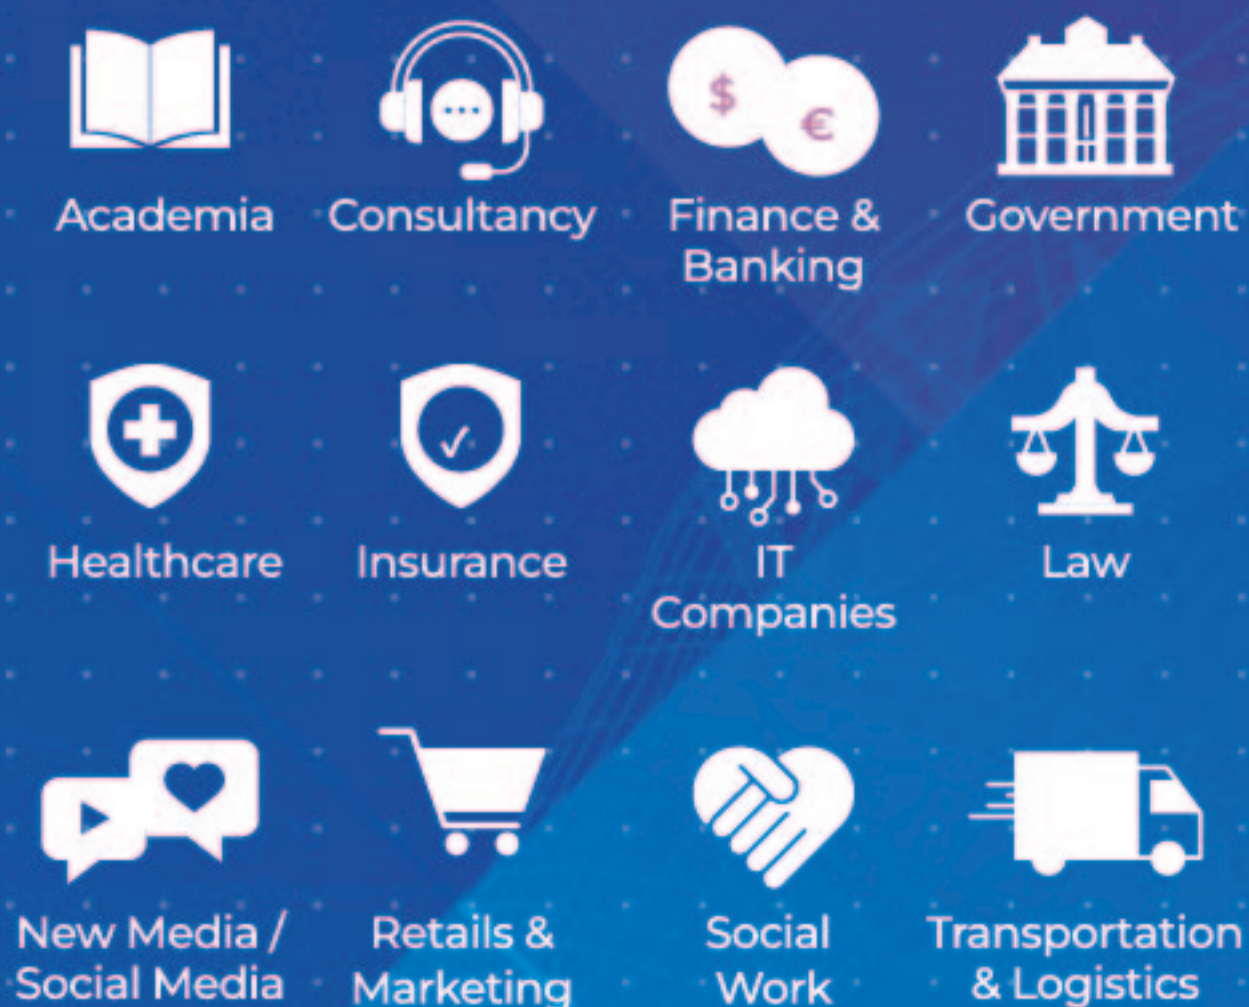 $
€
Academia
Consultancy
Finance &
Banking
Government
Healthcare
Insurance
IT
Companies
Law
New Media /
Social Media
Retails &
Marketing
Social
Work
Transportation
& Logistics